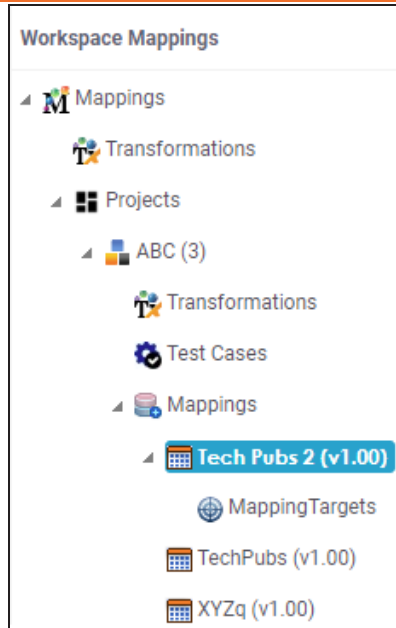 Workspace Mappings
Mappings
Transformations
Projects
ABC (3)
Transformations
Test Cases
Mappings
Tech Pubs 2 (v1.00)
MappingTargets
TechPubs (v1.00)
XYZq (v1.00)